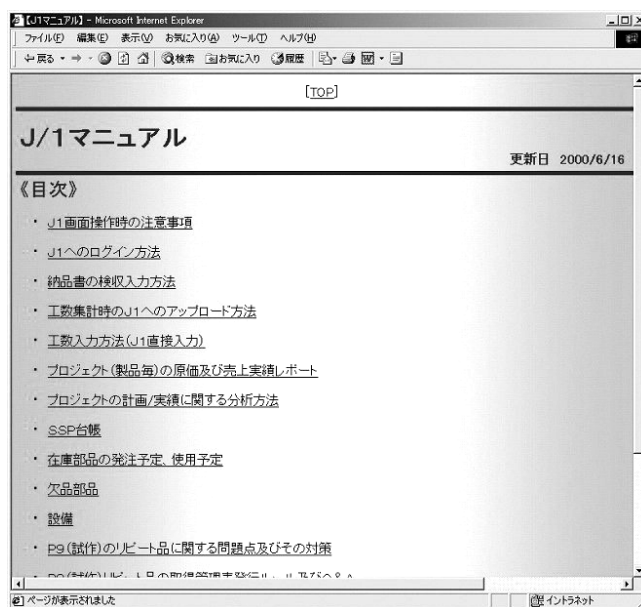 【J1マニュアル】 - Microsoft Internet Explorer
ファイル(F) 編集(E) 表示(V) お気に入り(A) ツール(T) ヘルプ(H)
戻る 検索 お気に入り 履歴
[TOP]
J/1マニュアル
更新日 2000/6/16
《目次》
・ J1画面操作時の注意事項
・ J1へのログイン方法
・ 納品書の検収入力方法
・ 工数集計時のJ1へのアップロード方法
・ 工数入力方法(J1直接入力)
・ プロジェクト(製品毎)の原価及び売上実績レポート
・ プロジェクトの計画/実績に関する分析方法
・ SSP台帳
・ 在庫部品の発注予定、使用予定
・ 欠品部品
・ 設備
・ P9(試作)のリピート品に関する問題点及びその対策
ページが表示されました イントラネット